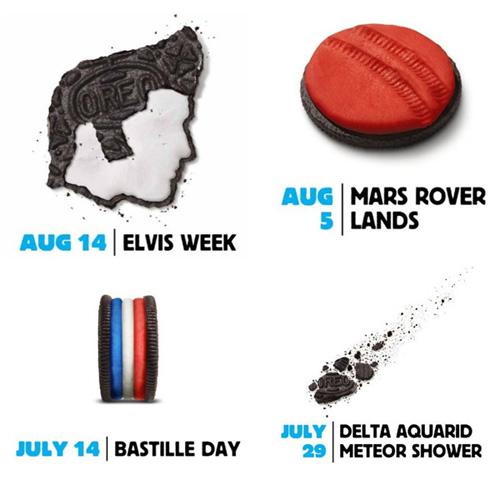 OREO
AUG 14 | ELVIS WEEK
AUG 5 | MARS ROVER
LANDS
JULY 14 | BASTILLE DAY
OREO
JULY 29 | DELTA AQUARID
METEOR SHOWER